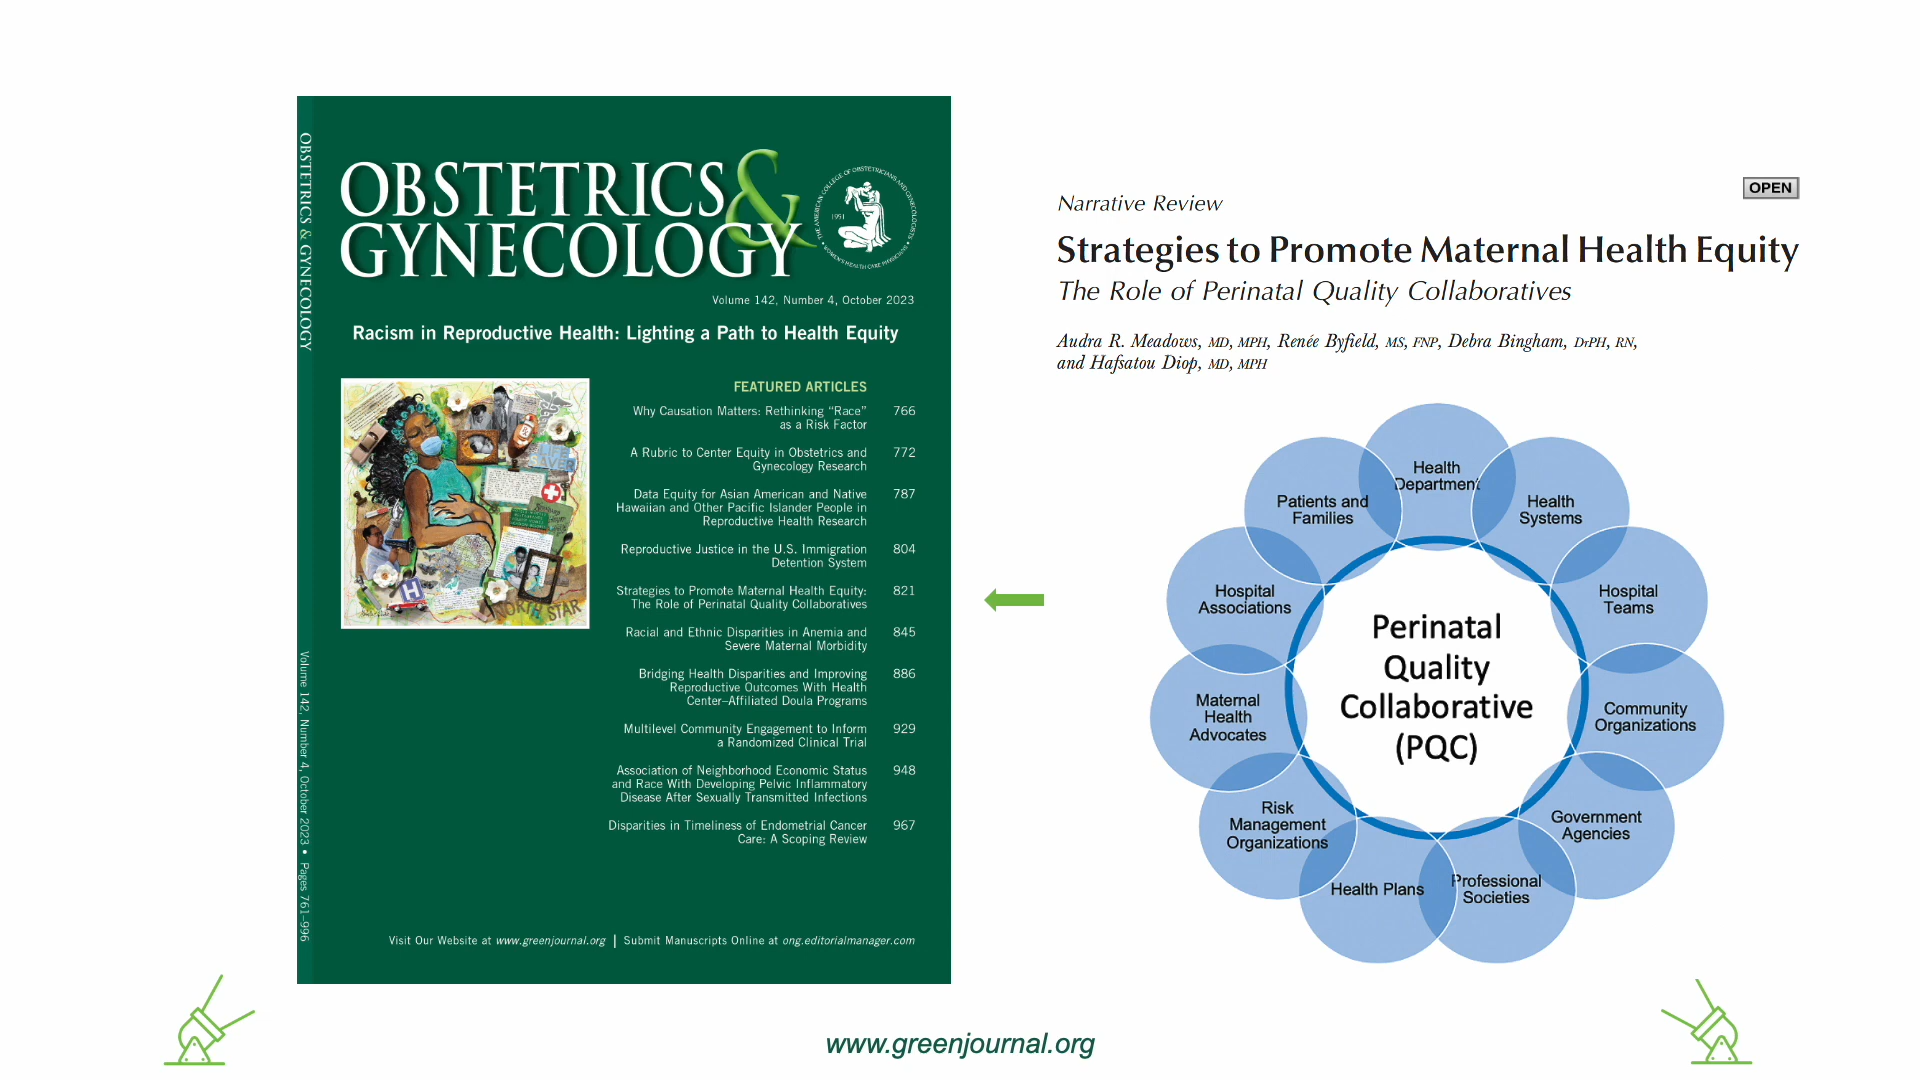 OBSTETRICS & GYNECOLOGY
Volume 142, Number 4, October 2023 • Pages 761–996
OBSTETRICS &
GYNECOLOGY
THE AMERICAN COLLEGE OF OBSTETRICIANS AND GYNECOLOGISTS • WOMEN'S HEALTH CARE PHYSICIANS •
1951
Volume 142, Number 4, October 2023
Racism in Reproductive Health: Lighting a Path to Health Equity
FEATURED ARTICLES
Why Causation Matters: Rethinking “Race” 766
as a Risk Factor
A Rubric to Center Equity in Obstetrics and 772
Gynecology Research
Data Equity for Asian American and Native 787
Hawaiian and Other Pacific Islander People in
Reproductive Health Research
Reproductive Justice in the U.S. Immigration 804
Detention System
Strategies to Promote Maternal Health Equity: 821
The Role of Perinatal Quality Collaboratives
Racial and Ethnic Disparities in Anemia and 845
Severe Maternal Morbidity
Bridging Health Disparities and Improving 886
Reproductive Outcomes With Health
Center–Affiliated Doula Programs
Multilevel Community Engagement to Inform 929
a Randomized Clinical Trial
Association of Neighborhood Economic Status 948
and Race With Developing Pelvic Inflammatory
Disease After Sexually Transmitted Infections
Disparities in Timeliness of Endometrial Cancer 967
Care: A Scoping Review
H
NORTH STAR
Visit Our Website at www.greenjournal.org | Submit Manuscripts Online at ong.editorialmanager.com
OPEN
Narrative Review
Strategies to Promote Maternal Health Equity
The Role of Perinatal Quality Collaboratives
Audra R. Meadows, MD, MPH, Renée Byfield, MS, FNP, Debra Bingham, DrPH, RN,
and Hafsatou Diop, MD, MPH
Health
Department
Health
Systems
Hospital
Teams
Community
Organizations
Government
Agencies
Professional
Societies
Health Plans
Risk
Management
Organizations
Maternal
Health
Advocates
Hospital
Associations
Patients and
Families
Perinatal
Quality
Collaborative
(PQC)
www.greenjournal.org